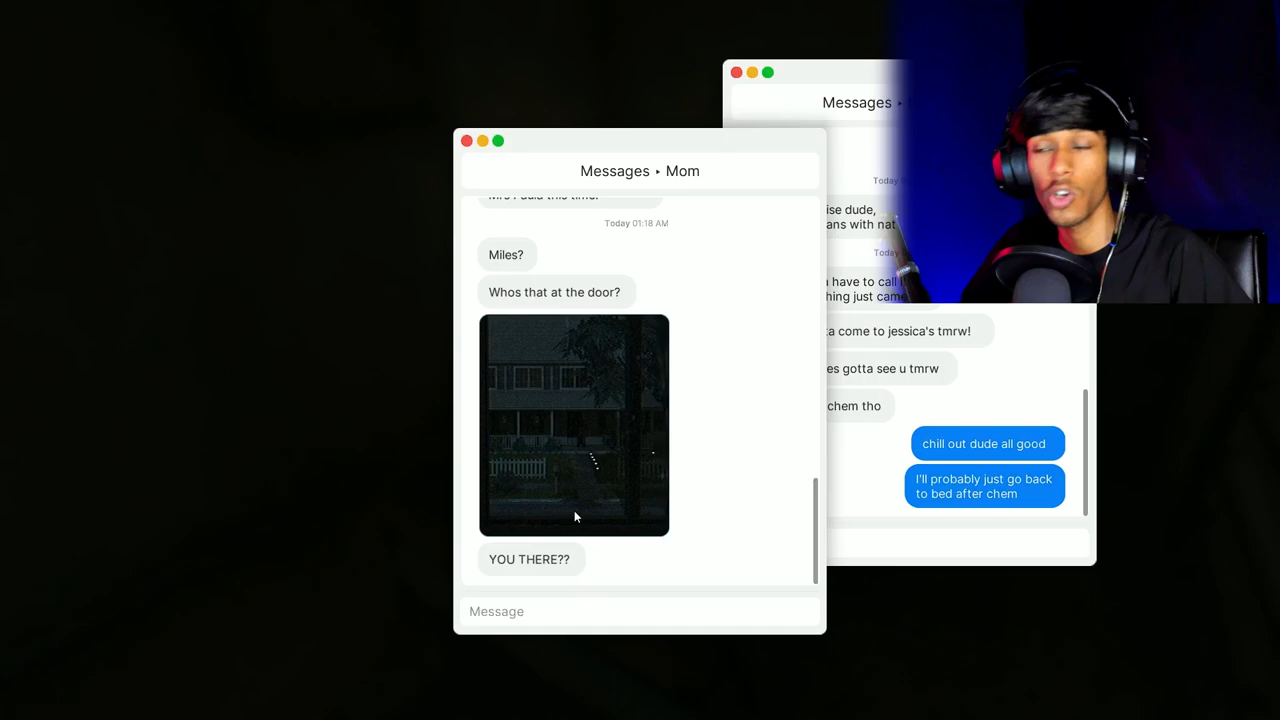 Messages ▸
Messages ▸ Mom
Today 01:18 AM
Miles?
Whos that at the door?
YOU THERE??
Message
Today
ise dude,
ans with nat
Today
have to call
hing just came
a come to jessica's tmrw!
es gotta see u tmrw
chem tho
chill out dude all good
I'll probably just go back
to bed after chem